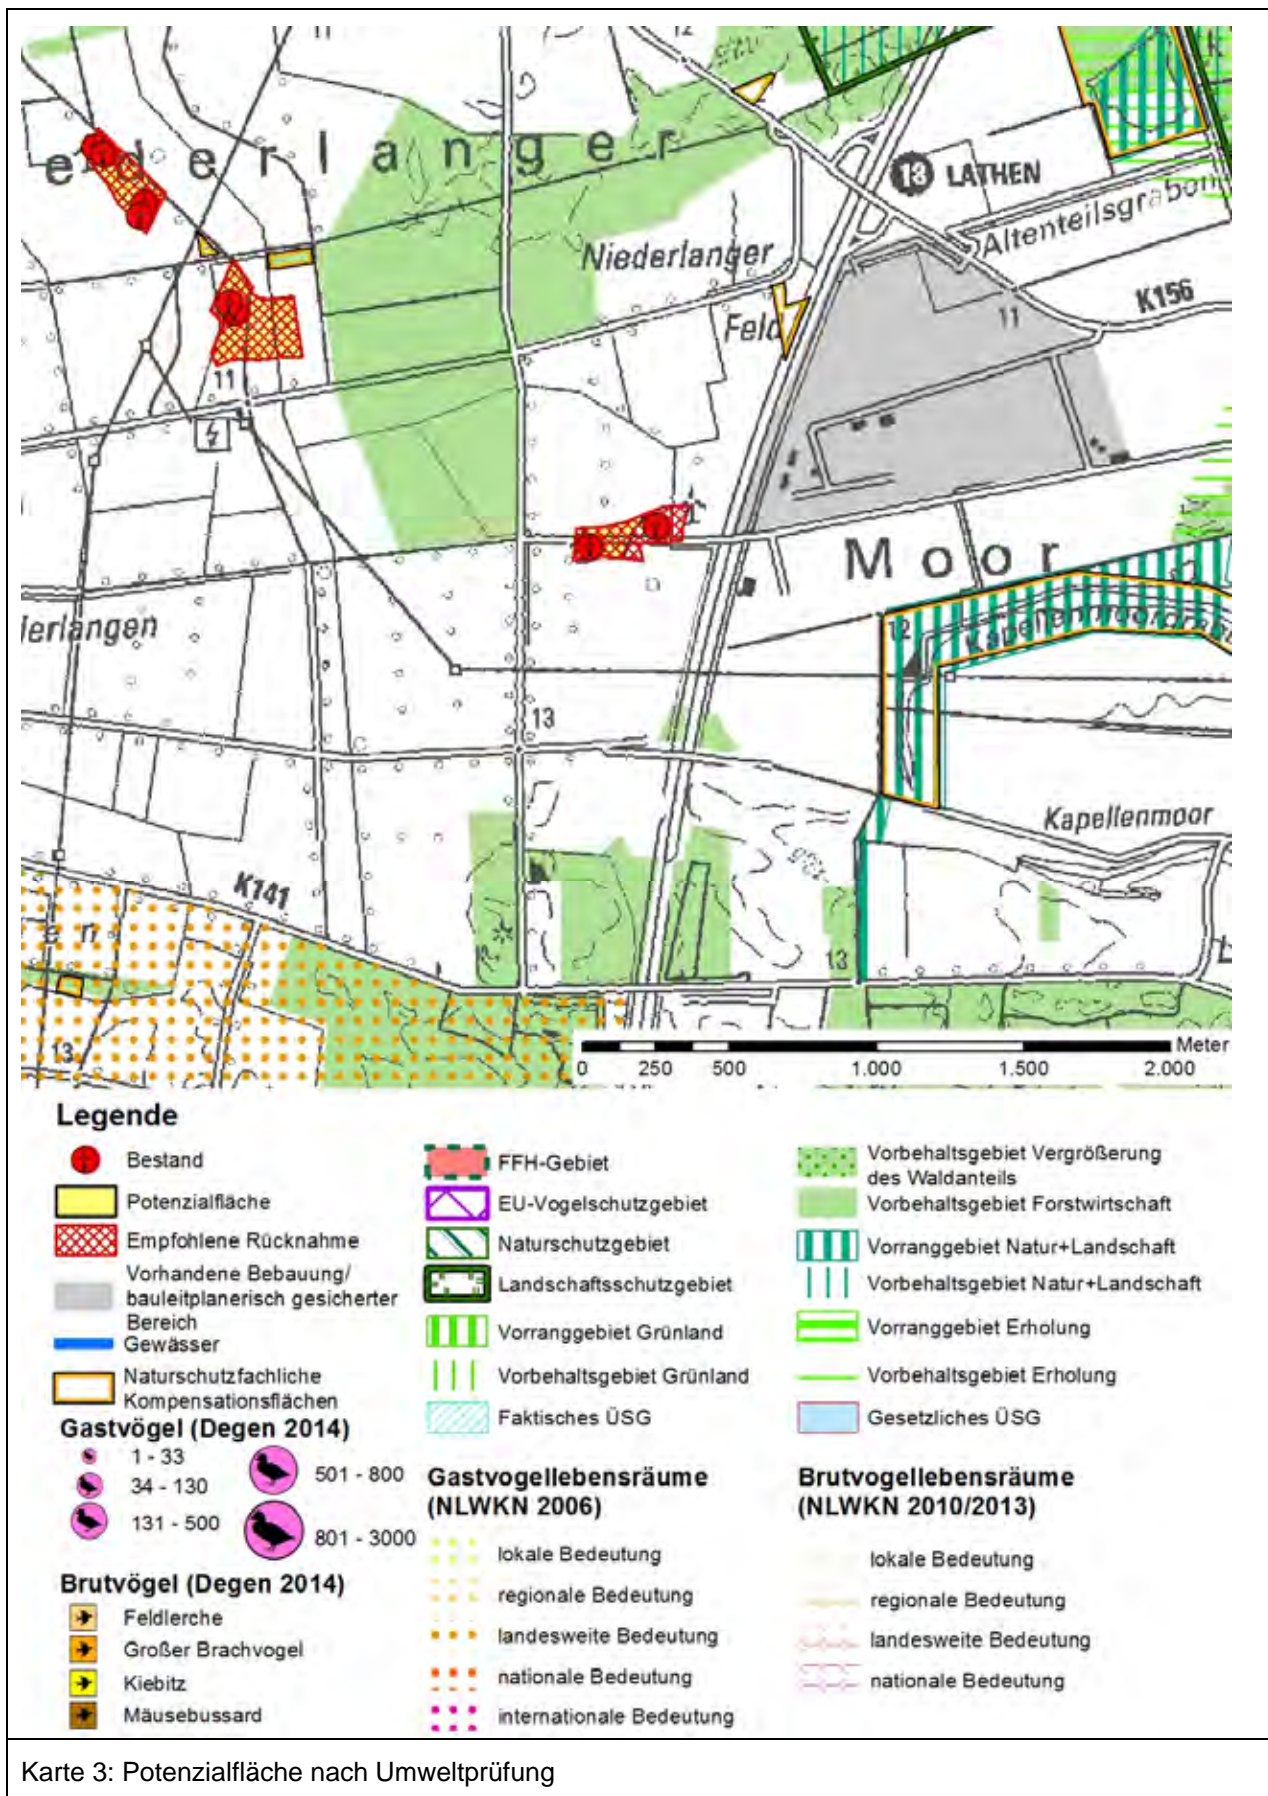 11
12
e d e r l a n g e r
13 LATHEN
Altenteilsgraben
Niederlanger
Feld
K156
11
11
M o o r
12
Kapellenmoorgraben
erlangen
13
Kapellenmoor
K141
e n
13
13
Meter
0 250 500 1.000 1.500 2.000
Legende
Bestand
Potenzialfläche
Empfohlene Rücknahme
Vorhandene Bebauung/
bauleitplanerisch gesicherter
Bereich
Gewässer
Naturschutzfachliche
Kompensationsflächen
Gastvögel (Degen 2014)
1 - 33
34 - 130
131 - 500
501 - 800
801 - 3000
Brutvögel (Degen 2014)
Feldlerche
Großer Brachvogel
Kiebitz
Mäusebussard
FFH-Gebiet
EU-Vogelschutzgebiet
Naturschutzgebiet
Landschaftsschutzgebiet
Vorranggebiet Grünland
Vorbehaltsgebiet Grünland
Faktisches ÜSG
Gastvogellebensräume
(NLWKN 2006)
lokale Bedeutung
regionale Bedeutung
landesweite Bedeutung
nationale Bedeutung
internationale Bedeutung
Vorbehaltsgebiet Vergrößerung
des Waldanteils
Vorbehaltsgebiet Forstwirtschaft
Vorranggebiet Natur+Landschaft
Vorbehaltsgebiet Natur+Landschaft
Vorranggebiet Erholung
Vorbehaltsgebiet Erholung
Gesetzliches ÜSG
Brutvogellebensräume
(NLWKN 2010/2013)
lokale Bedeutung
regionale Bedeutung
landesweite Bedeutung
nationale Bedeutung
Karte 3: Potenzialfläche nach Umweltprüfung